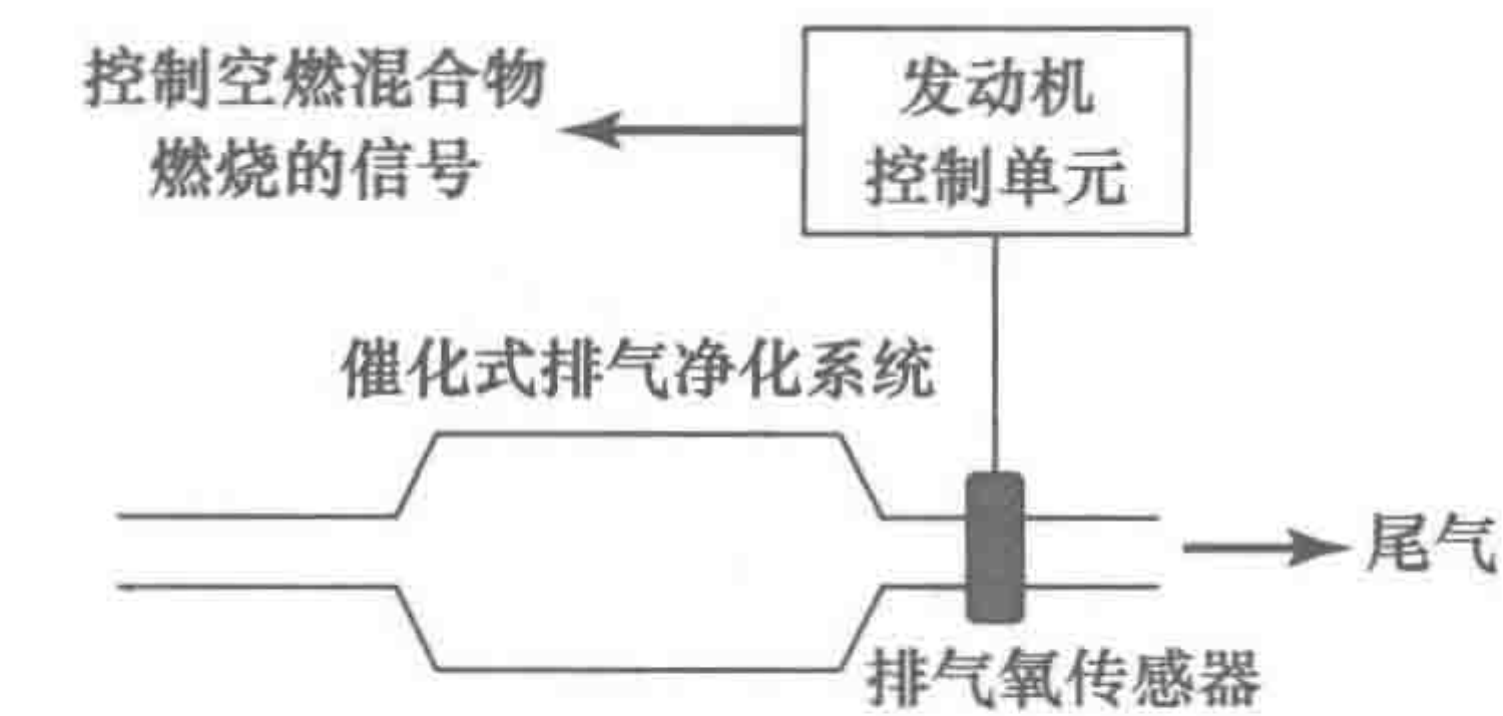 控制空燃混合物
燃烧的信号
发动机
控制单元
催化式排气净化系统
尾气
排气氧传感器